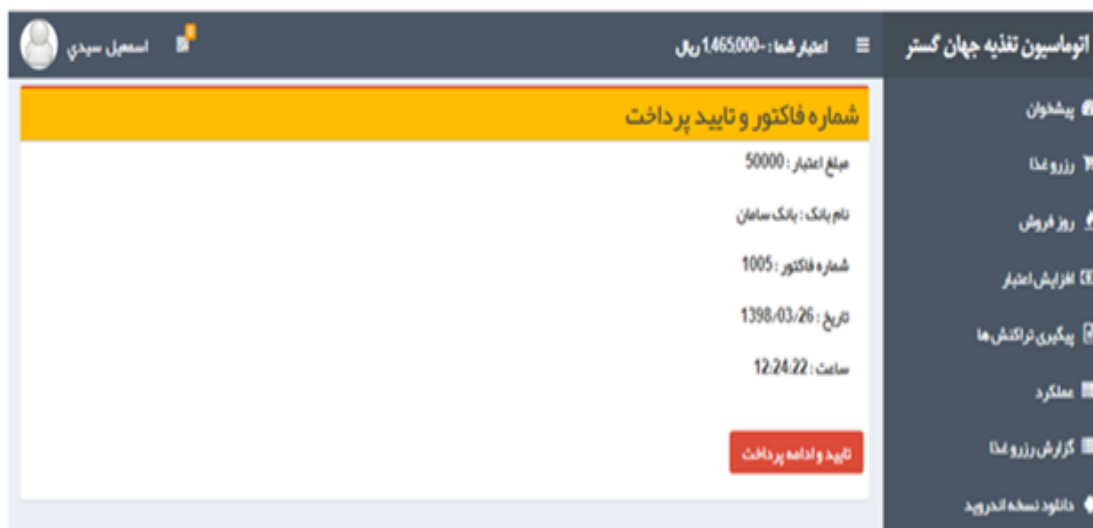 اتوماسیون تغذیه جهان گستر
اعتبار شما : -1,465,000 ریال
اسمعیل سیدي
پیشخوان
رزرو غذا
روز فروش
افزایش اعتبار
پیگیری تراکنش ها
عملکرد
گزارش رزرو غذا
دانلود نسخه اندروید
شماره فاکتور و تایید پرداخت
مبلغ اعتبار : 50000
نام بانک : بانک سامان
شماره فاکتور : 1005
تاریخ : 1398/03/26
ساعت : 12:24:22
تایید و ادامه پرداخت